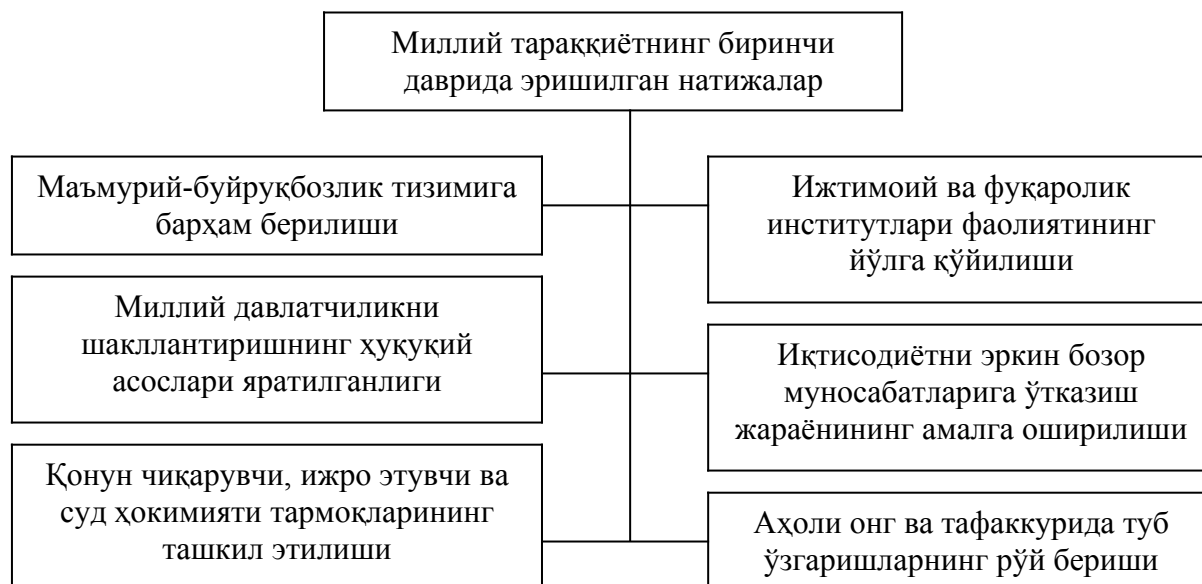 Миллий тараққиётнинг биринчи
даврида эришилган натижалар
Маъмурий-буйруқбозлик тизимига
барҳам берилиши
Миллий давлатчиликни
шакллантиришнинг ҳуқуқий
асослари яратилганлиги
Қонун чиқарувчи, ижро этувчи ва
суд ҳокимияти тармоқларининг
ташкил этилиши
Ижтимоий ва фуқаролик
институтлари фаолиятининг
йўлга қўйилиши
Иқтисодиётни эркин бозор
муносабатларига ўтказиш
жараёнининг амалга оширилиши
Аҳоли онг ва тафаккурида туб
ўзгаришларнинг рўй бериши